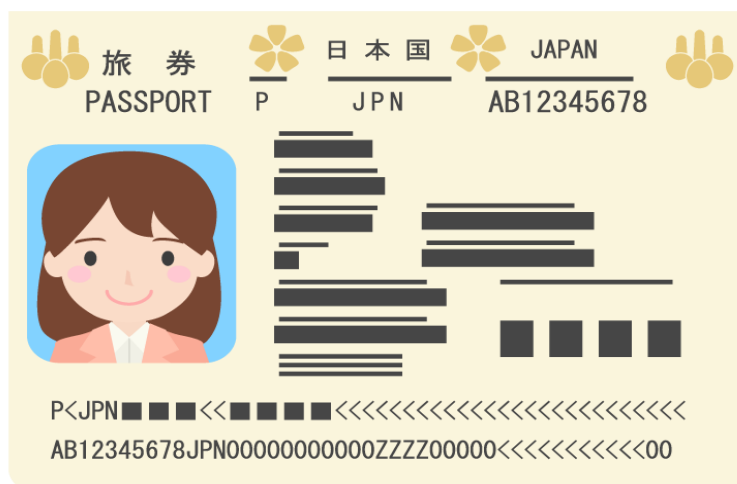 旅 券 日 本 国 JAPAN
PASSPORT P JPN AB12345678
P<JPN■■■<<■■■■<<<<<<<<<<<<<<<<<<<<<<<<<<
AB12345678JPN00000000000ZZZZ00000<<<<<<<<<<<00